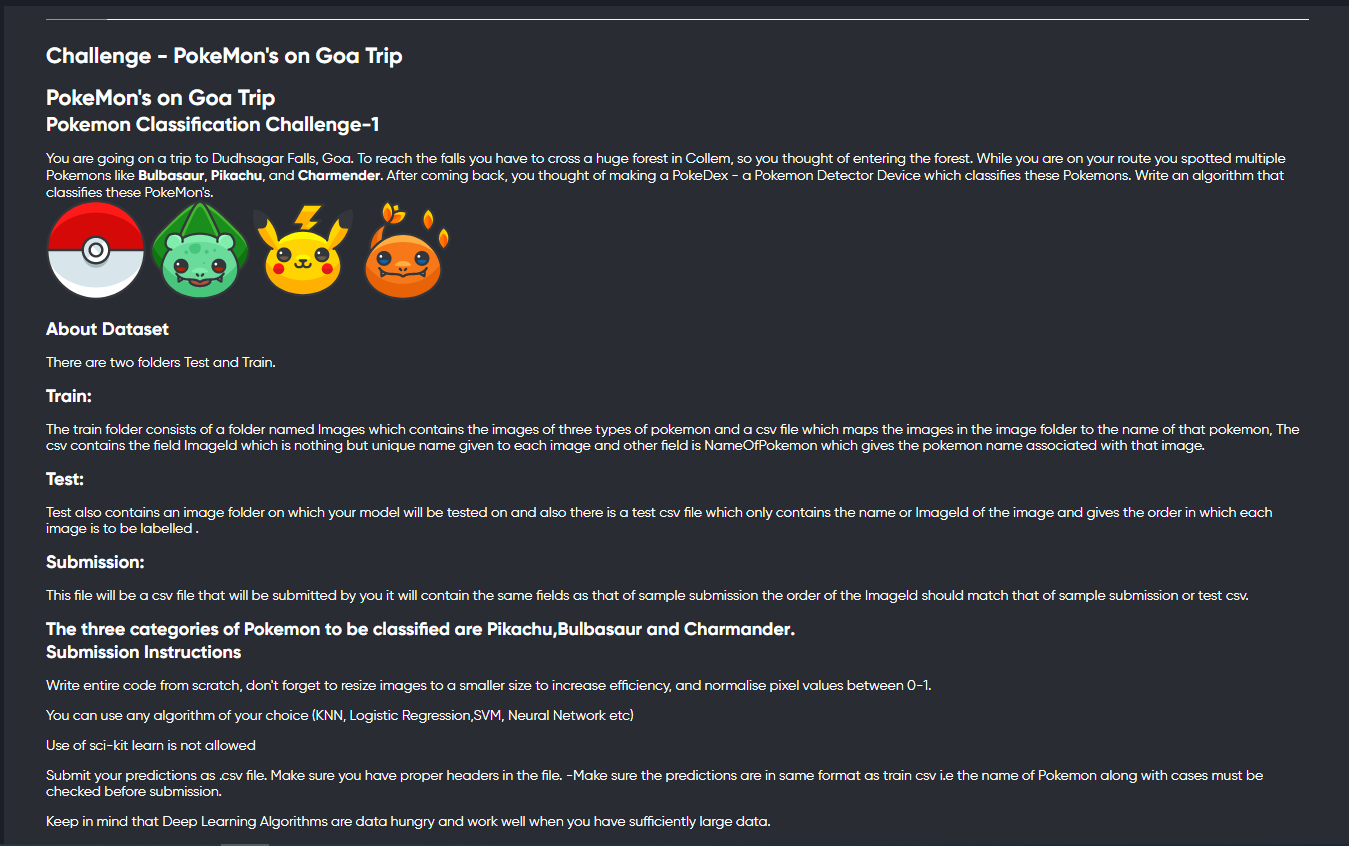 Challenge - PokeMon's on Goa Trip
PokeMon's on Goa Trip
Pokemon Classification Challenge-1
You are going on a trip to Dudhsagar Falls, Goa. To reach the falls you have to cross a huge forest in Collem, so you thought of entering the forest. While you are on your route you spotted multiple
Pokemons like Bulbasaur, Pikachu, and Charmender. After coming back, you thought of making a PokeDex - a Pokemon Detector Device which classifies these Pokemons. Write an algorithm that
classifies these PokeMon's.
About Dataset
There are two folders Test and Train.
Train:
The train folder consists of a folder named Images which contains the images of three types of pokemon and a csv file which maps the images in the image folder to the name of that pokemon, The
csv contains the field ImageId which is nothing but unique name given to each image and other field is NameOfPokemon which gives the pokemon name associated with that image.
Test:
Test also contains an image folder on which your model will be tested on and also there is a test csv file which only contains the name or ImageId of the image and gives the order in which each
image is to be labelled .
Submission:
This file will be a csv file that will be submitted by you it will contain the same fields as that of sample submission the order of the ImageId should match that of sample submission or test csv.
The three categories of Pokemon to be classified are Pikachu,Bulbasaur and Charmander.
Submission Instructions
Write entire code from scratch, don't forget to resize images to a smaller size to increase efficiency, and normalise pixel values between 0-1.
You can use any algorithm of your choice (KNN, Logistic Regression,SVM, Neural Network etc)
Use of sci-kit learn is not allowed
Submit your predictions as .csv file. Make sure you have proper headers in the file. -Make sure the predictions are in same format as train csv i.e the name of Pokemon along with cases must be
checked before submission.
Keep in mind that Deep Learning Algorithms are data hungry and work well when you have sufficiently large data.